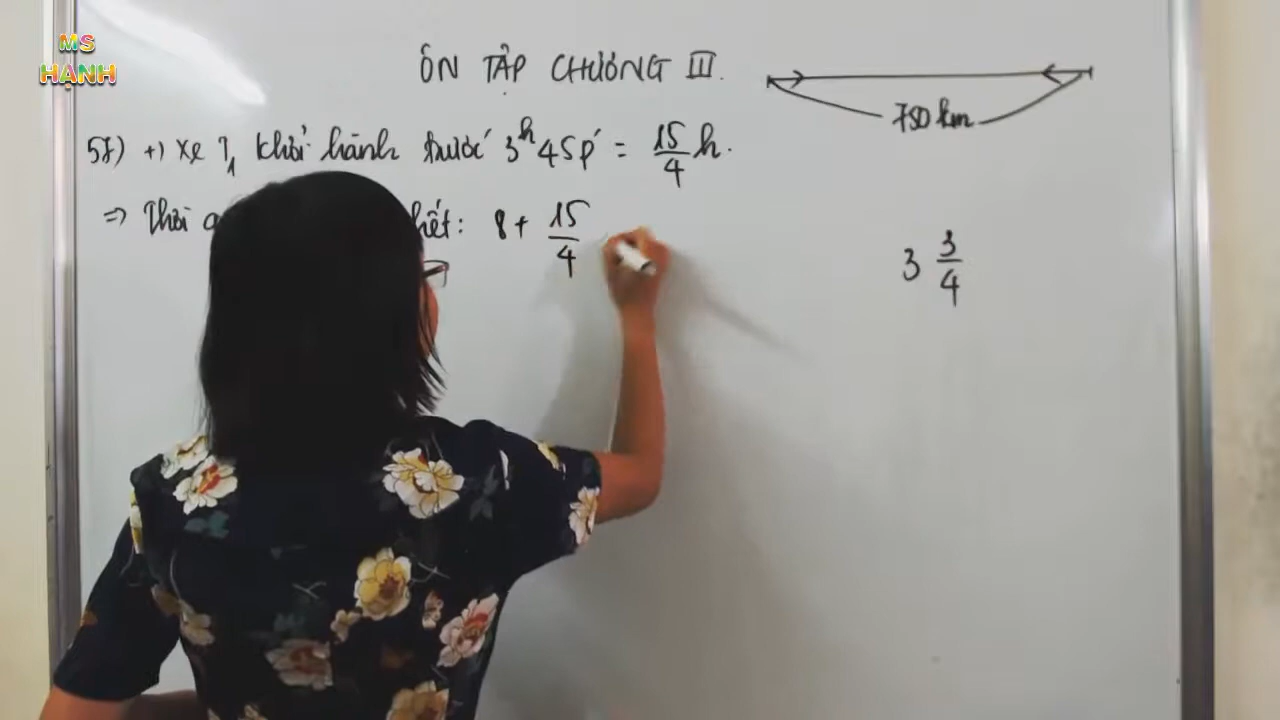 MS
HẠNH
ÔN TẬP CHƯƠNG III.
750 km
57) +) Xe T1 khởi hành trước 3h 45p' = 15/4 h.
=> Thời hết: 8 + 15/4
3 3/4